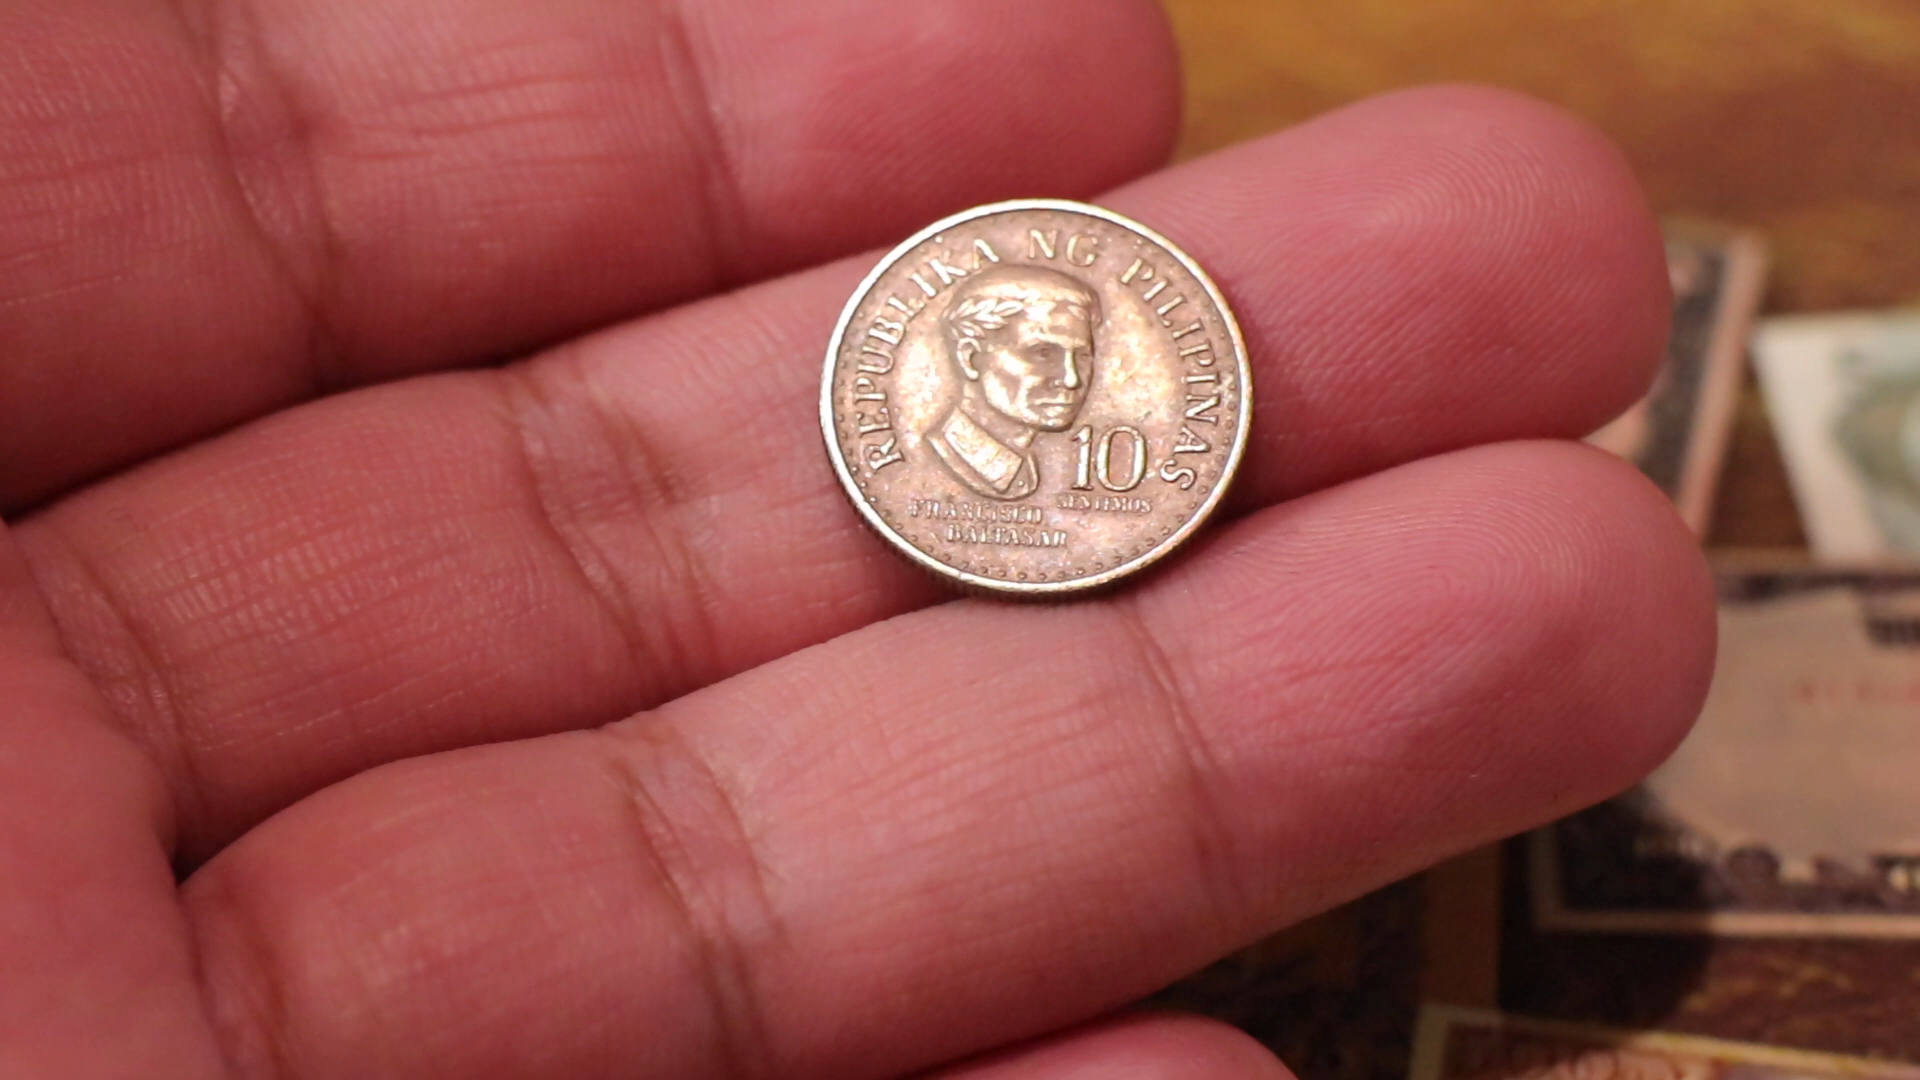 REPUBLIKA NG PILIPINAS
10
SENTIMOS
FRANCISCO
BALTASAR